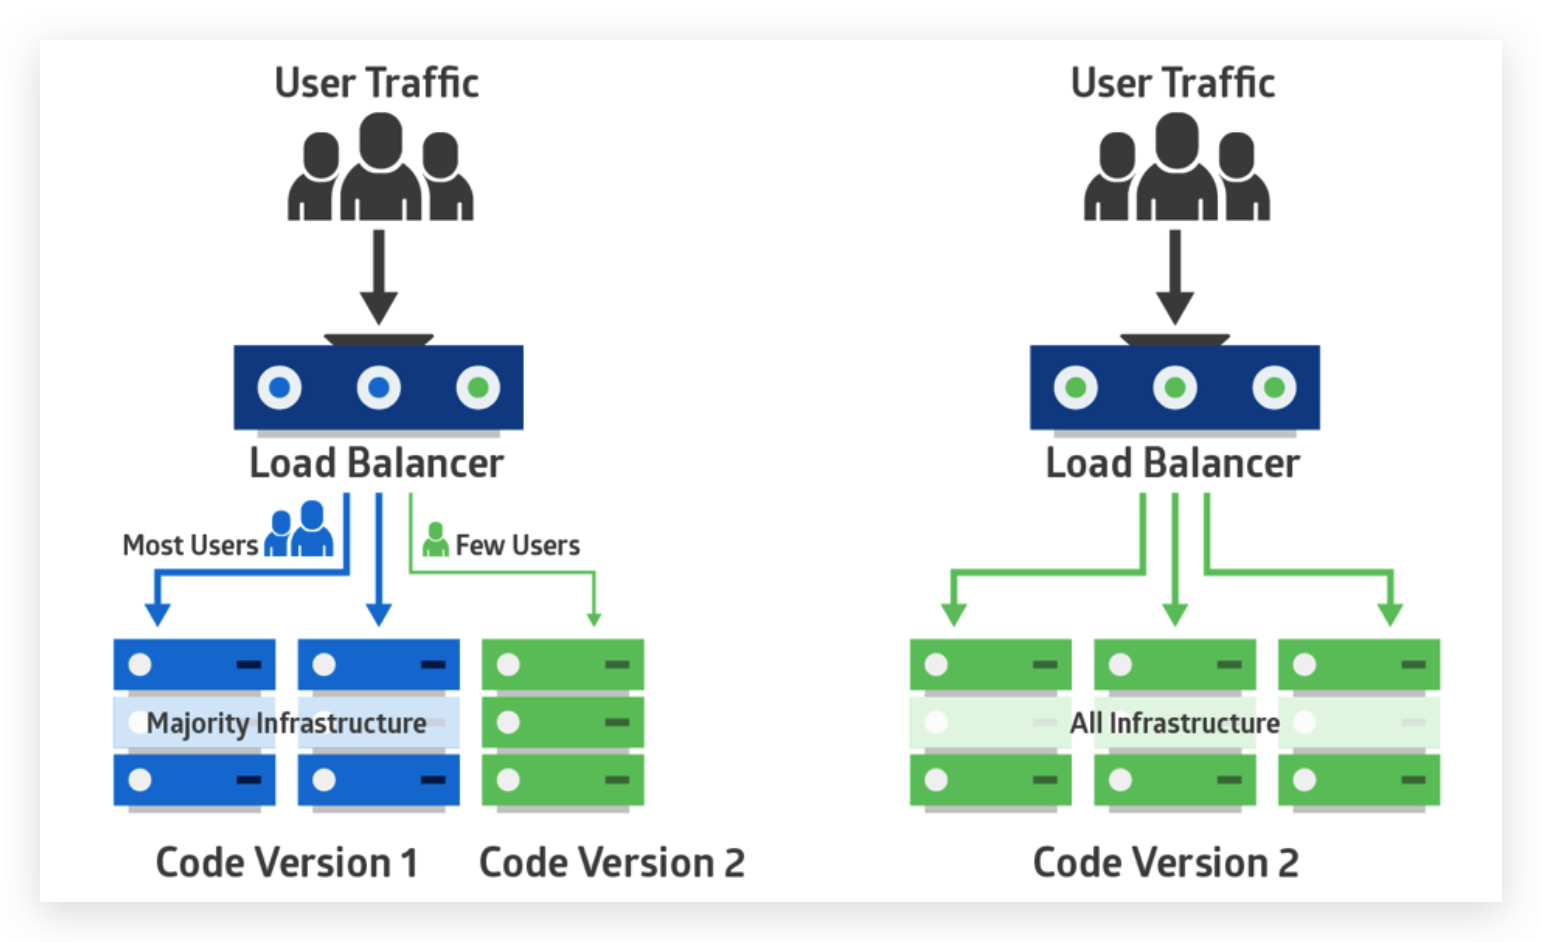 User Traffic
Load Balancer
Most Users
Few Users
Majority Infrastructure
Code Version 1
Code Version 2
User Traffic
Load Balancer
All Infrastructure
Code Version 2